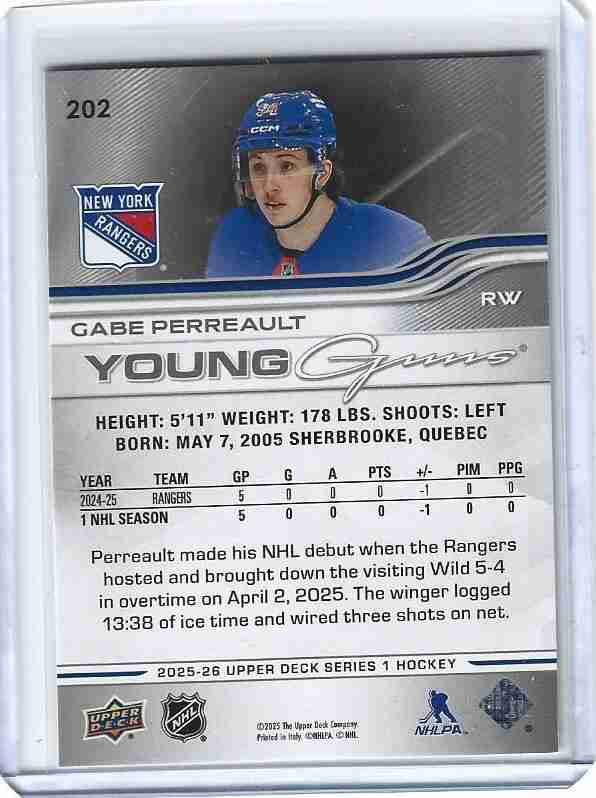 202
94
CCM
NEW YORK
RANGERS
RW
GABE PERREAULT
YOUNG Guns®
HEIGHT: 5'11" WEIGHT: 178 LBS. SHOOTS: LEFT
BORN: MAY 7, 2005 SHERBROOKE, QUEBEC
YEAR TEAM GP G A PTS +/- PIM PPG
2024-25 RANGERS 5 0 0 0 -1 0 0
1 NHL SEASON 5 0 0 0 -1 0 0
Perreault made his NHL debut when the Rangers
hosted and brought down the visiting Wild 5-4
in overtime on April 2, 2025. The winger logged
13:38 of ice time and wired three shots on net.
2025-26 UPPER DECK SERIES 1 HOCKEY
UPPER DECK
NHL
©2025 The Upper Deck Company.
Printed in Italy. ©NHLPA. © NHL.
NHLPA